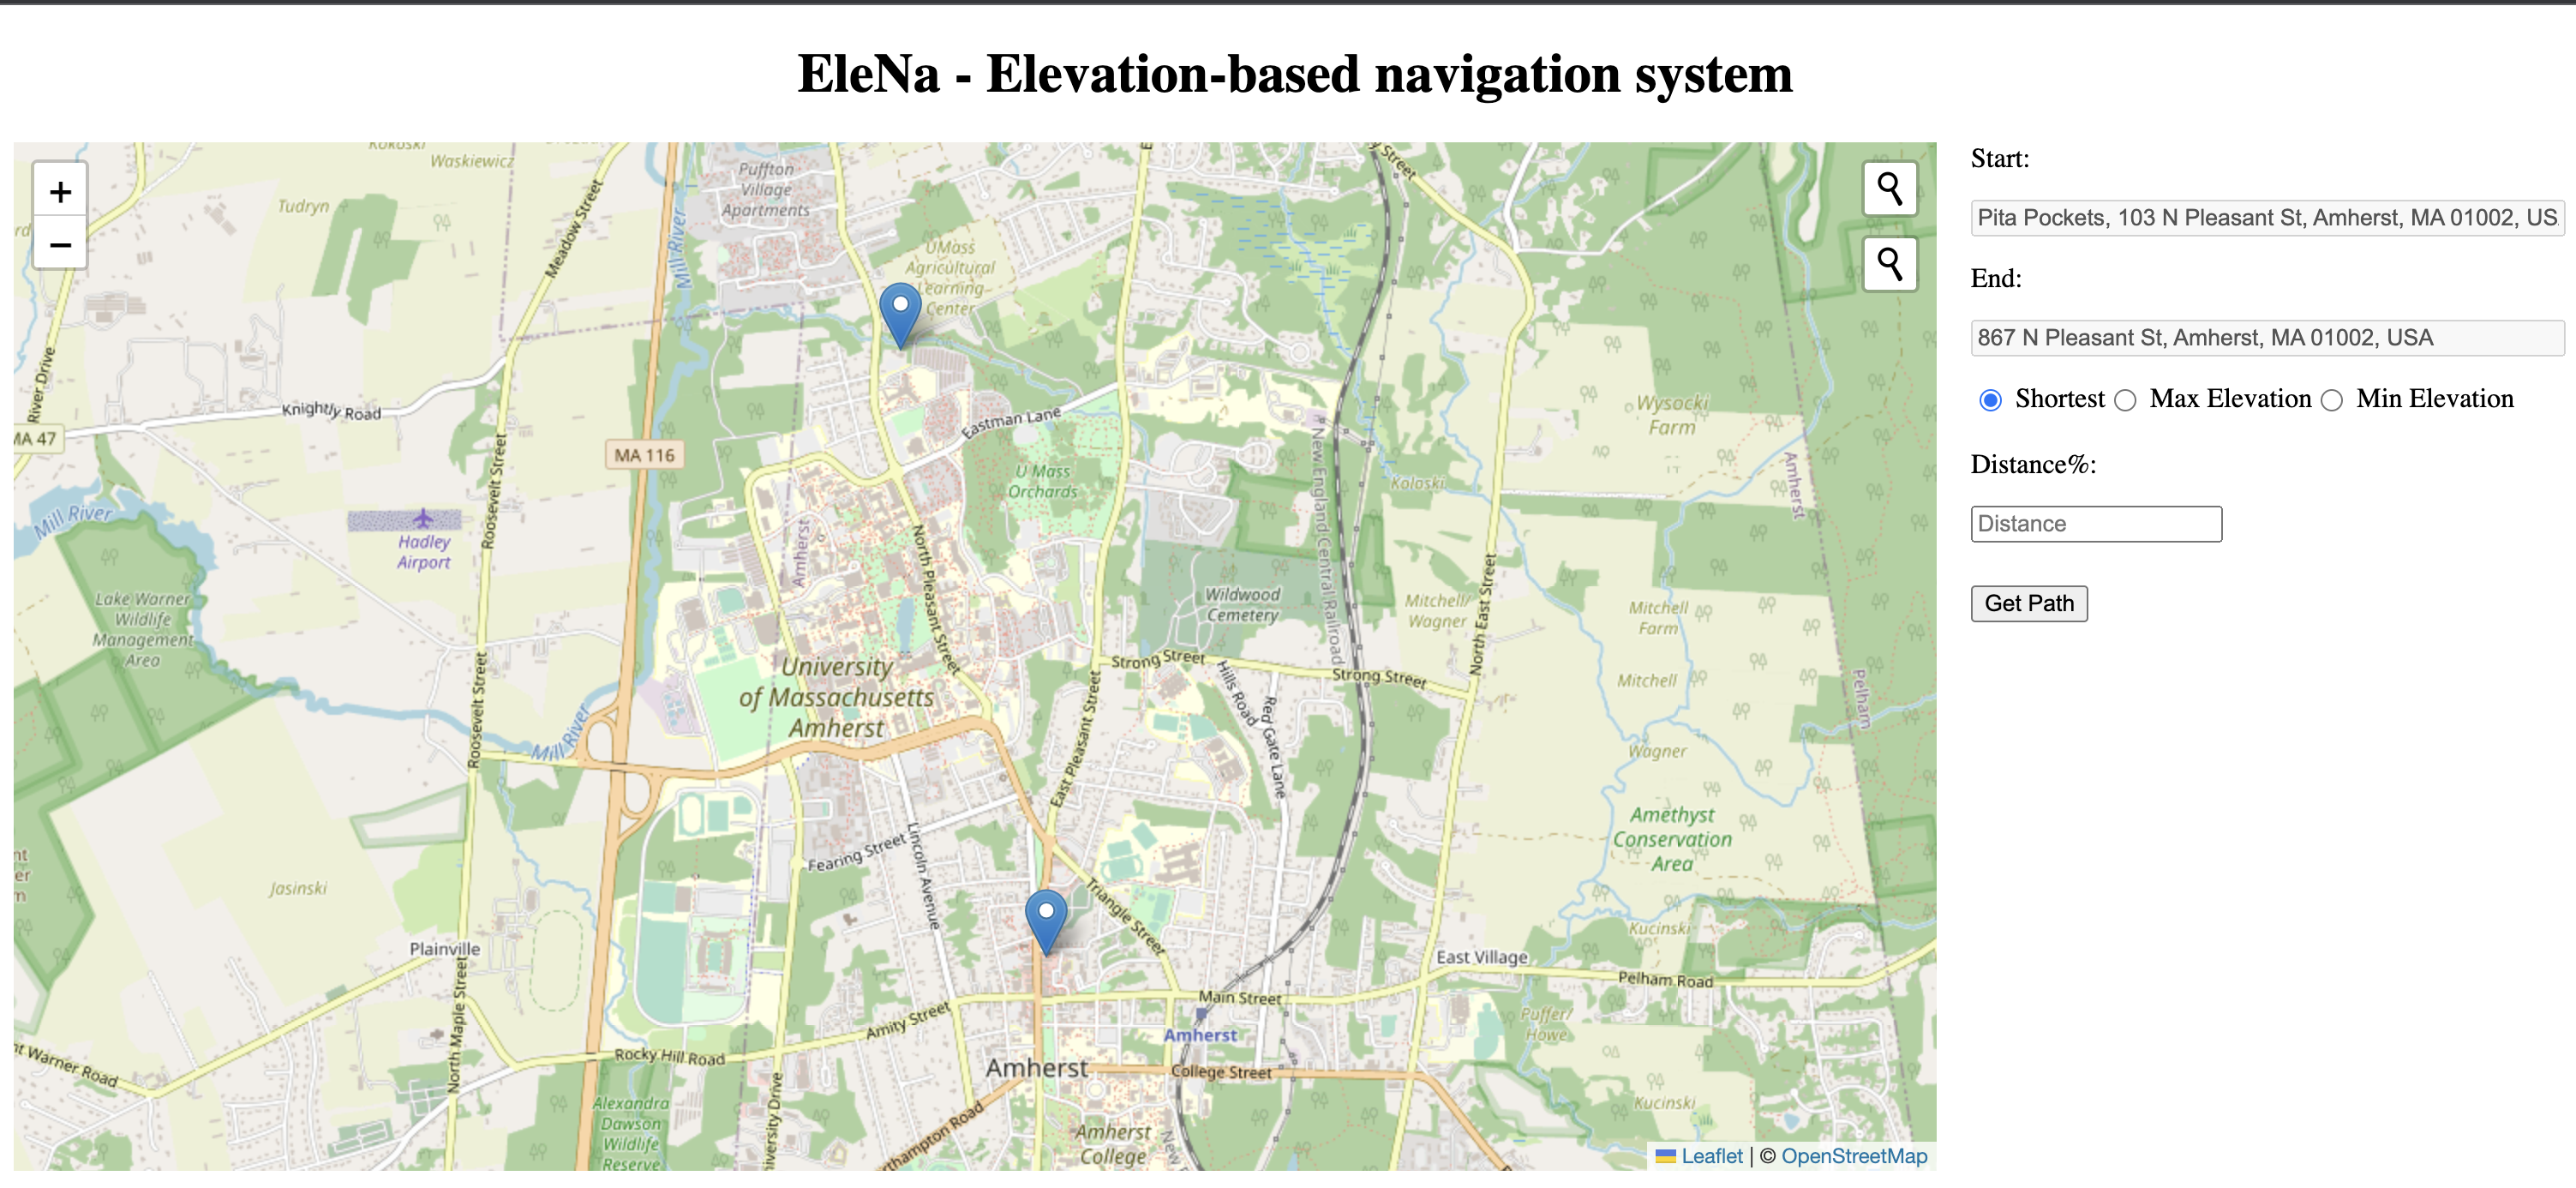 EleNa - Elevation-based navigation system
Start:
Pita Pockets, 103 N Pleasant St, Amherst, MA 01002, US
End:
867 N Pleasant St, Amherst, MA 01002, USA
Shortest Max Elevation Min Elevation
Distance%:
Distance
Get Path
+
−
Waskiewicz
Tudryn
Meadow Street
Mill River
Puffton
Village
Apartments
UMass
Agricultural
Learning
Center
y Street
River Drive
Knightly Road
MA 47
MA 116
Roosevelt Street
Eastman Lane
U Mass
Orchards
Wysocki
Farm
Kolaski
Amherst
New England Central Railroad
Mill River
Hadley
Airport
Amherst
North Pleasant Street
Lake Warner
Wildlife
Management
Area
Wildwood
Cemetery
Mitchell/
Wagner
North East Street
Mitchell
Farm
University
of Massachusetts
Amherst
Strong Street
Strong Street
Hills Road
Red Gate Lane
Mitchell
Pelham
Roosevelt Street
Mill River
East Pleasant Street
Wagner
Amethyst
Conservation
Area
Fearing Street
Lincoln Avenue
Jasinski
Triangle Street
Plainville
Kucinski
East Village
Pelham Road
North Maple Street
Main Street
Amity Street
Amherst
Puffer/
Howe
nt Warner Road
Rocky Hill Road
Amherst
College Street
Alexandra
Dawson
Wildlife
Reserve
iversity Drive
rthampton Road
Amherst
College
New
Kucinski
Leaflet | © OpenStreetMap